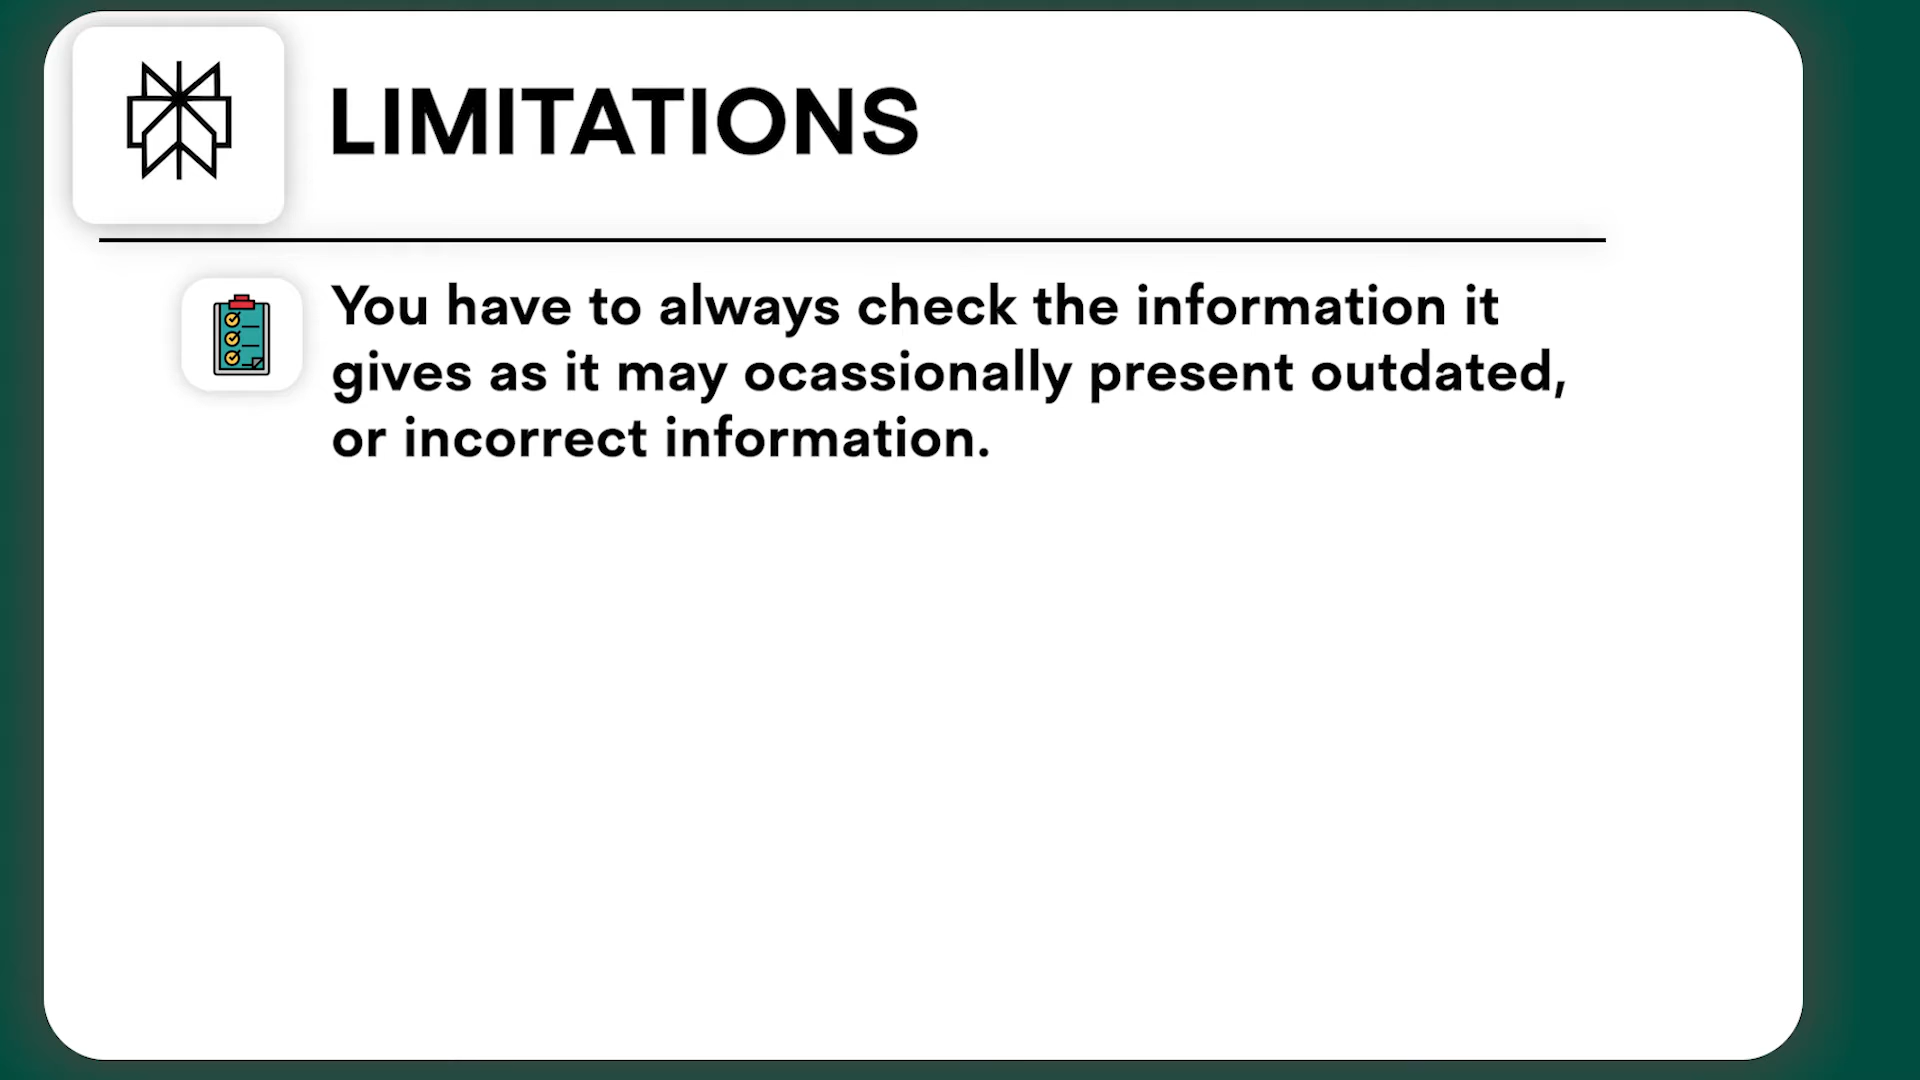 LIMITATIONS
You have to always check the information it
gives as it may ocassionally present outdated,
or incorrect information.